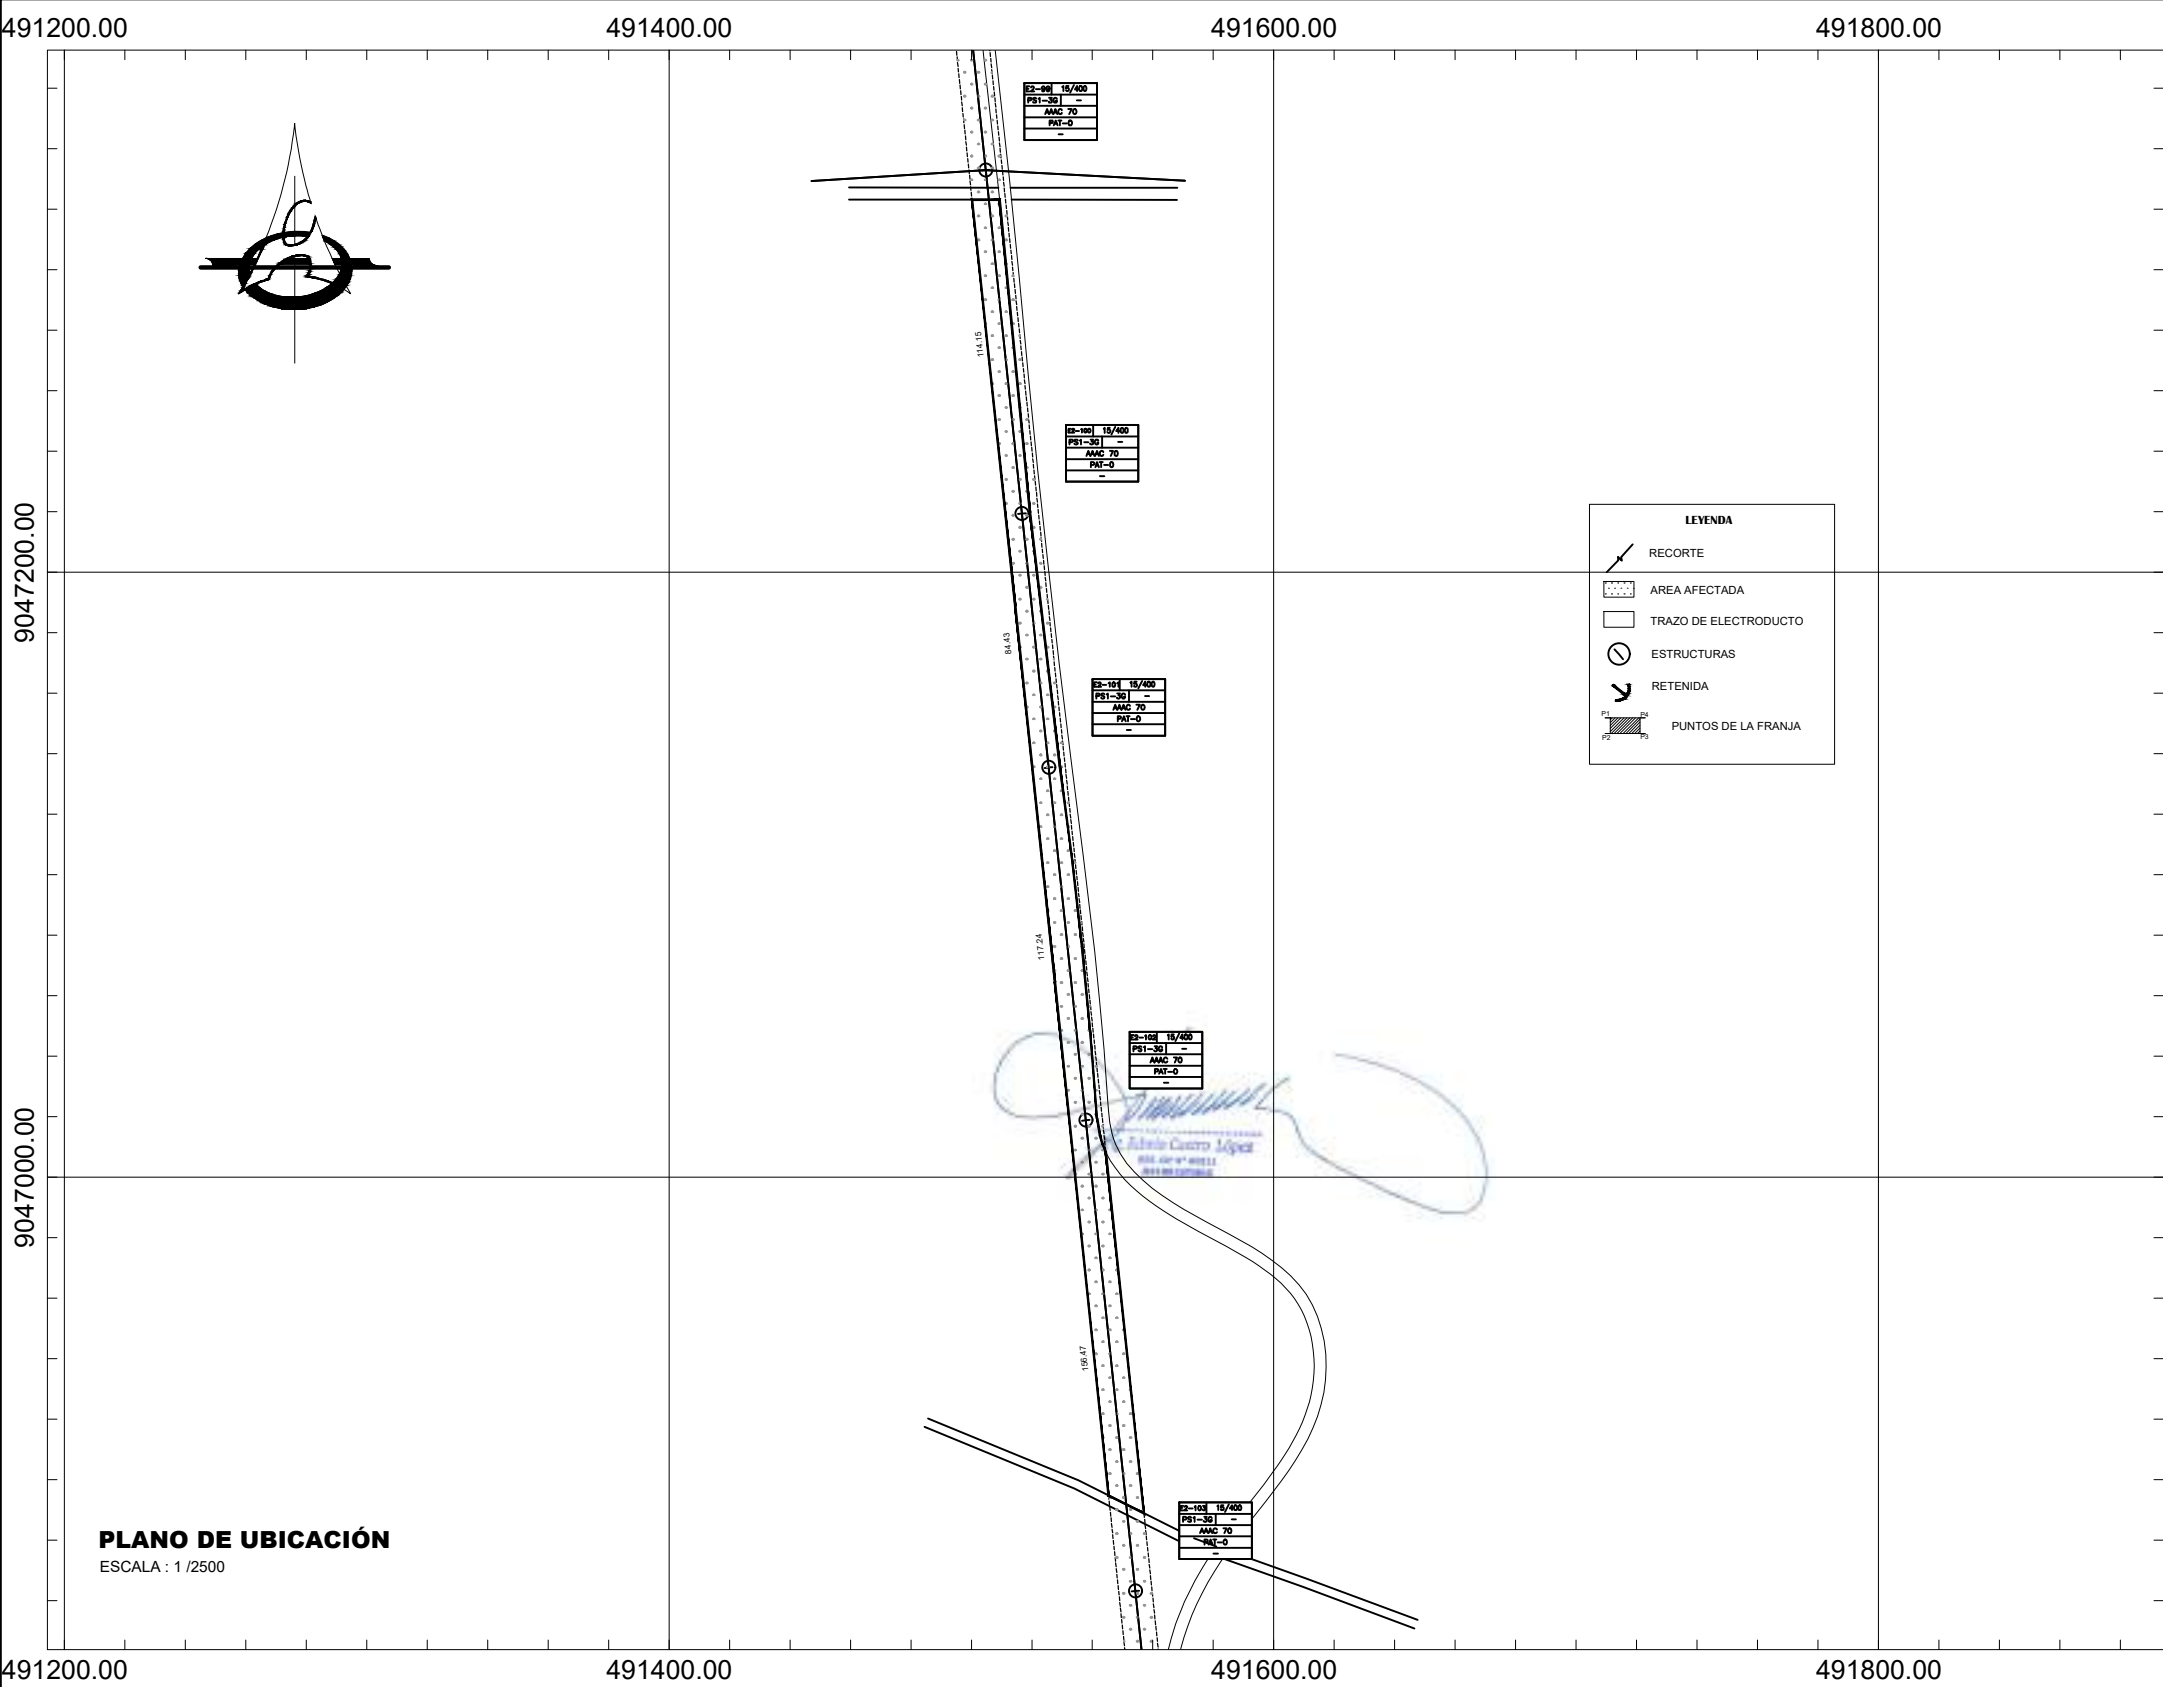 491200.00 491400.00 491600.00 491800.00
E2-99 15/400
PS1-3G -
AAAC 70
PAT-0
-
114.15
E2-100 15/400
PS1-3G -
AAAC 70
PAT-0
-
9047200.00
LEYENDA
RECORTE
AREA AFECTADA
TRAZO DE ELECTRODUCTO
ESTRUCTURAS
RETENIDA
P1 P4
PUNTOS DE LA FRANJA
P2 P3
84.43
E2-101 15/400
PS1-3G -
AAAC 70
PAT-0
-
117.24
E2-102 15/400
PS1-3G -
AAAC 70
PAT-0
-
Castro López
9047000.00
156.47
E2-103 15/400
PS1-3G -
AAAC 70
PAT-0
-
PLANO DE UBICACIÓN
ESCALA : 1 /2500
491200.00 491400.00 491600.00 491800.00